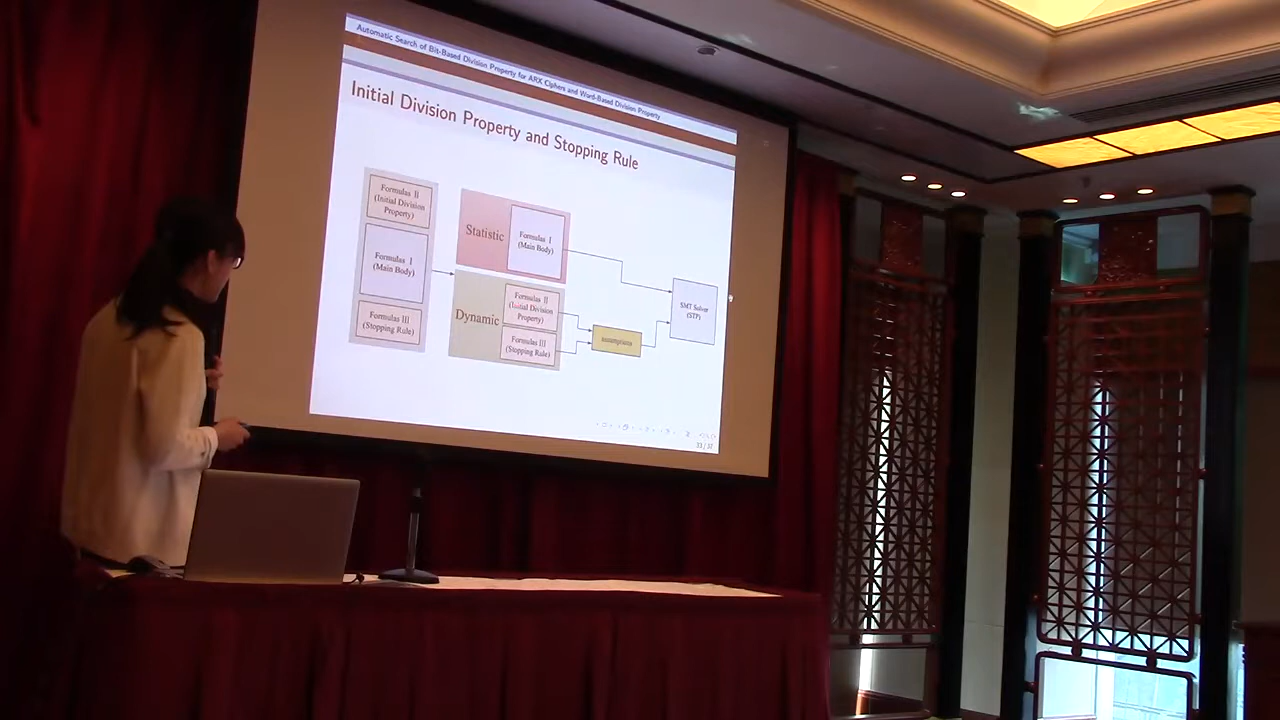 Automatic Search of Bit-Based Division Property for ARX Ciphers and Word-Based Division Property
Initial Division Property and Stopping Rule
Formulas II
(Initial Division
Property)
Formulas I
(Main Body)
Formulas III
(Stopping Rule)
Statistic
Formulas I
(Main Body)
Dynamic
Formulas II
(Initial Division
Property)
Formulas III
(Stopping Rule)
assumptions
SMT Solver
(STP)
33 / 37